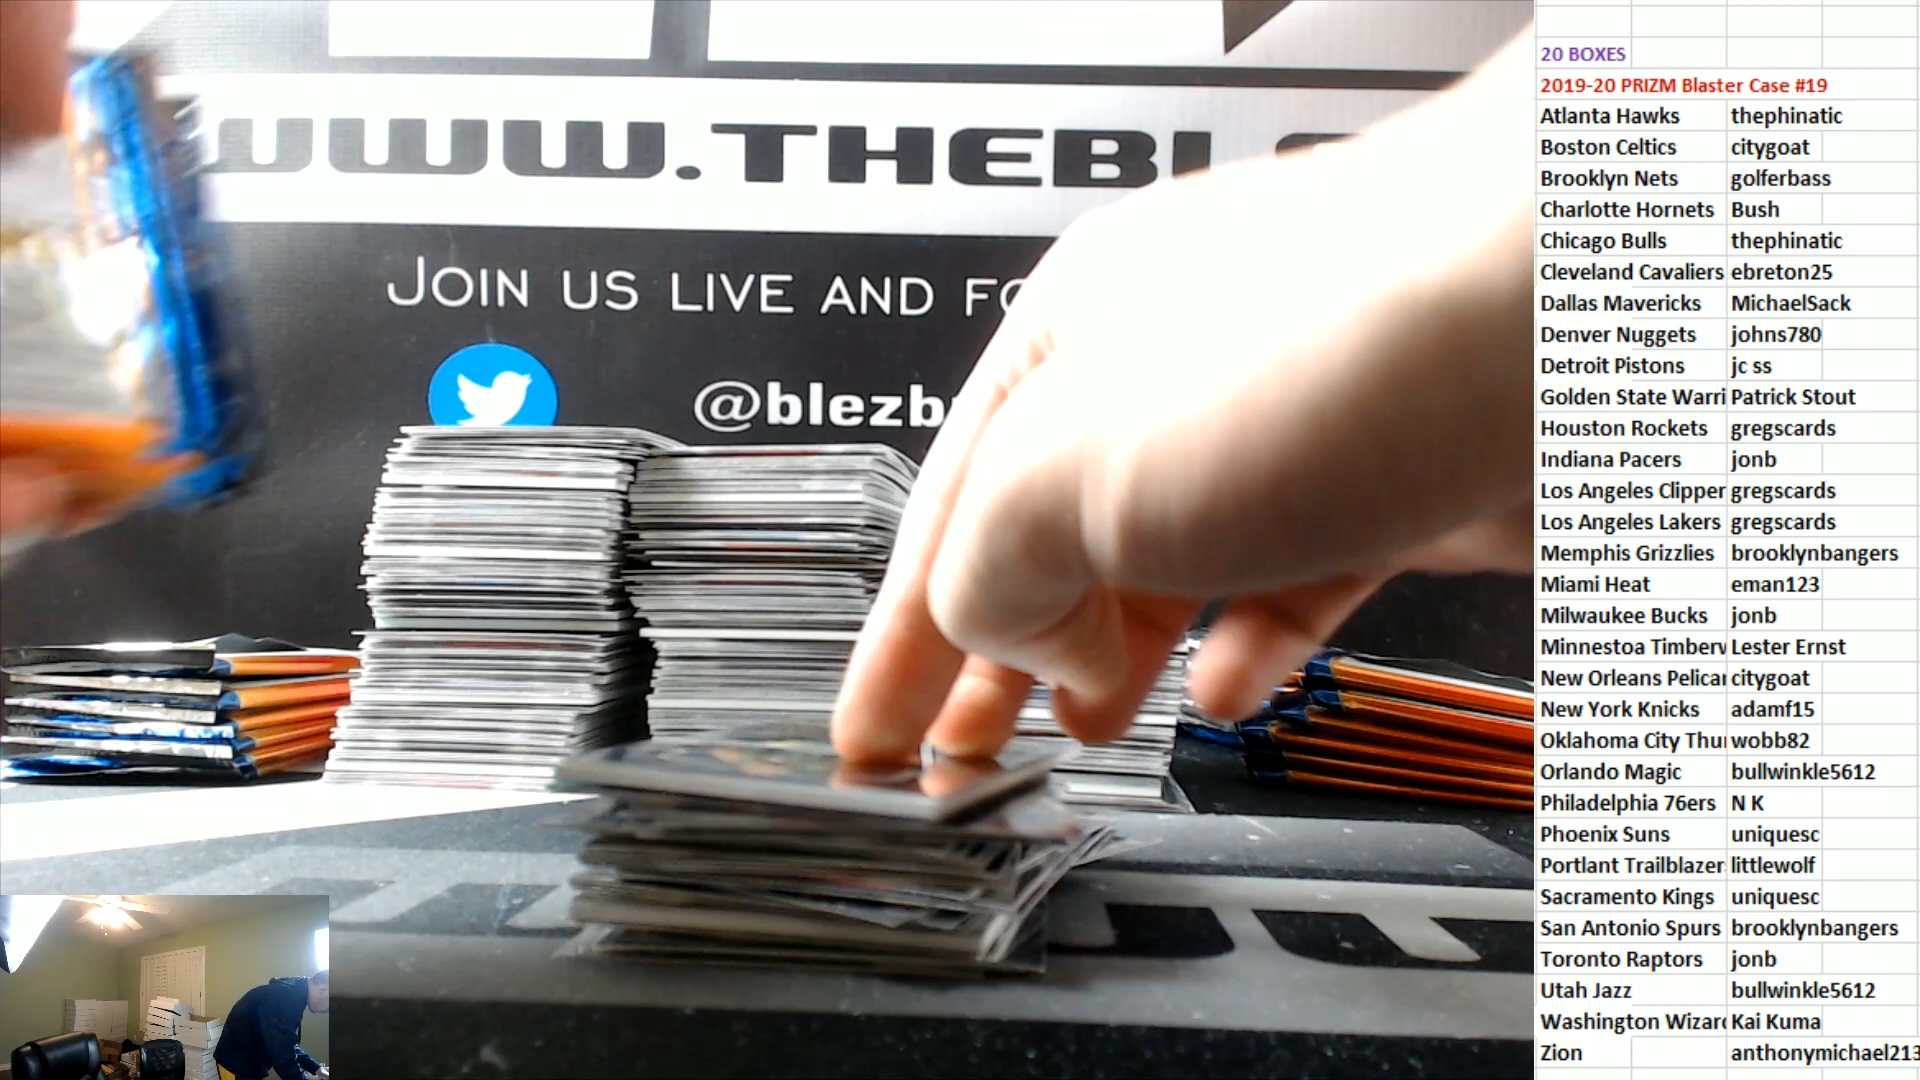 WWW.THEBL
JOIN US LIVE AND FO
@blezb
20 BOXES
2019-20 PRIZM Blaster Case #19
Atlanta Hawks thephinatic
Boston Celtics citygoat
Brooklyn Nets golferbass
Charlotte Hornets Bush
Chicago Bulls thephinatic
Cleveland Cavaliers ebreton25
Dallas Mavericks MichaelSack
Denver Nuggets johns780
Detroit Pistons jc ss
Golden State Warri Patrick Stout
Houston Rockets gregscards
Indiana Pacers jonb
Los Angeles Clipper gregscards
Los Angeles Lakers gregscards
Memphis Grizzlies brooklynbangers
Miami Heat eman123
Milwaukee Bucks jonb
Minnestoa Timberv Lester Ernst
New Orleans Pelica citygoat
New York Knicks adamf15
Oklahoma City Thu wobb82
Orlando Magic bullwinkle5612
Philadelphia 76ers N K
Phoenix Suns uniquesc
Portlant Trailblazer littlewolf
Sacramento Kings uniquesc
San Antonio Spurs brooklynbangers
Toronto Raptors jonb
Utah Jazz bullwinkle5612
Washington Wizar Kai Kuma
Zion anthonymichael213